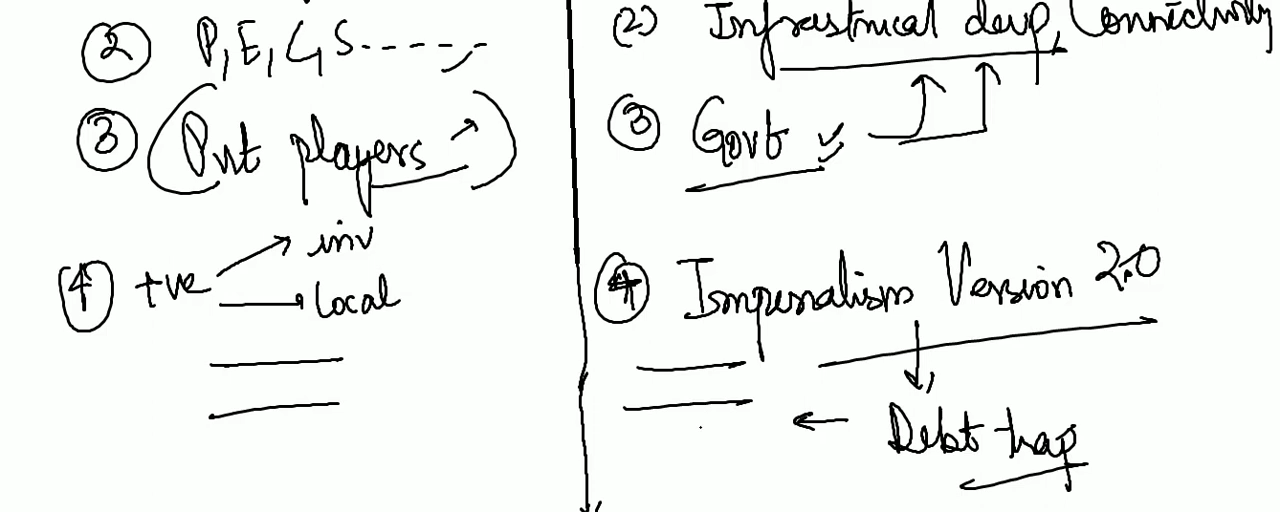 ② P, E, C, S.----,-
③ (Pvt players)
④ +ve → inv
→ Local
(2) Infrastrucal devp, Connectivity
③ Govt
④ Imperialism Version 2.0
Debt trap